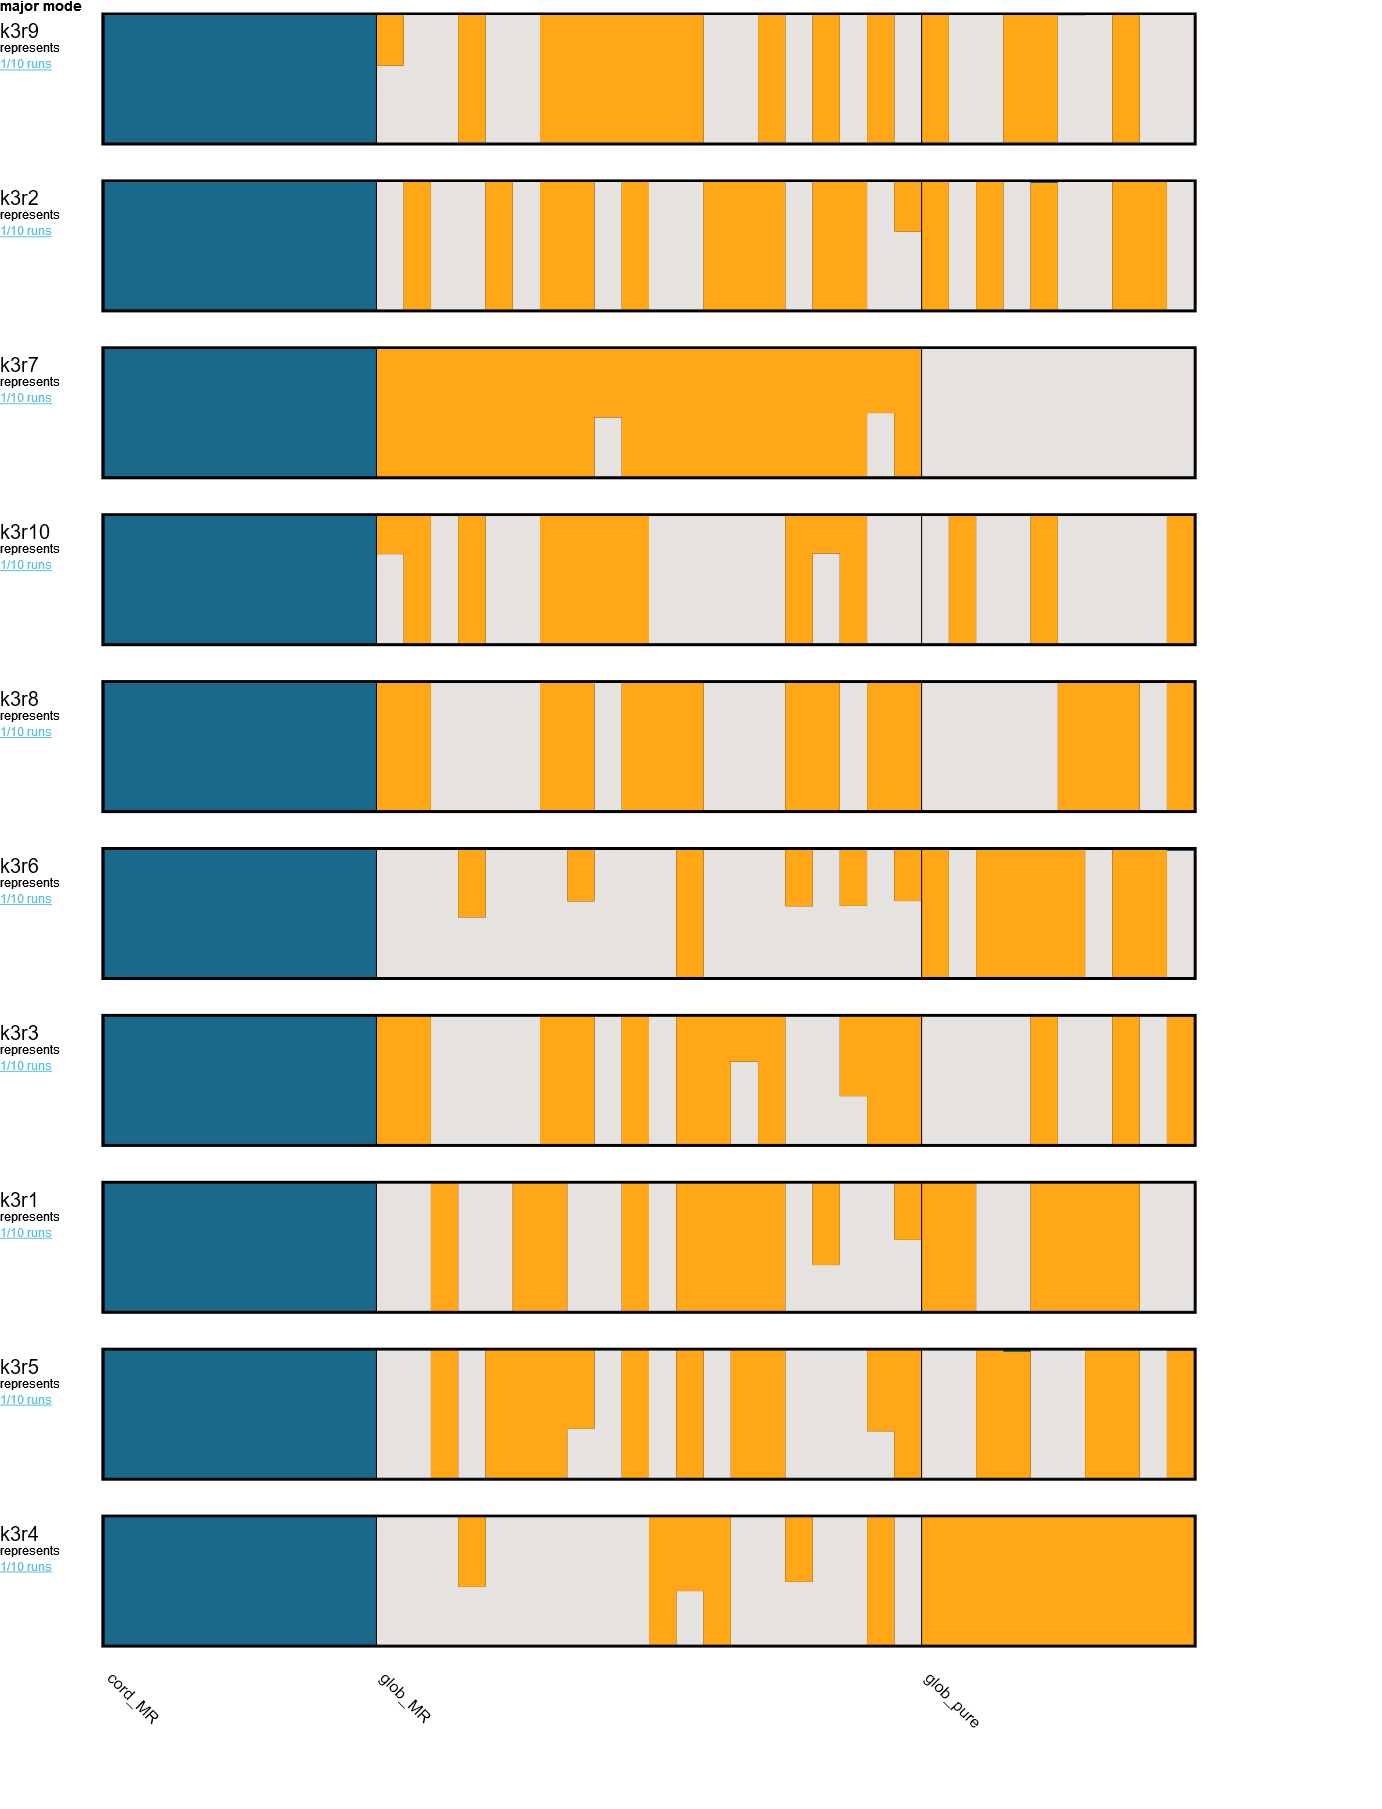 major mode
k3r9
represents
1/10 runs
k3r2
represents
1/10 runs
k3r7
represents
1/10 runs
k3r10
represents
1/10 runs
k3r8
represents
1/10 runs
k3r6
represents
1/10 runs
k3r3
represents
1/10 runs
k3r1
represents
1/10 runs
k3r5
represents
1/10 runs
k3r4
represents
1/10 runs
cord_MR
glob_MR
glob_pure